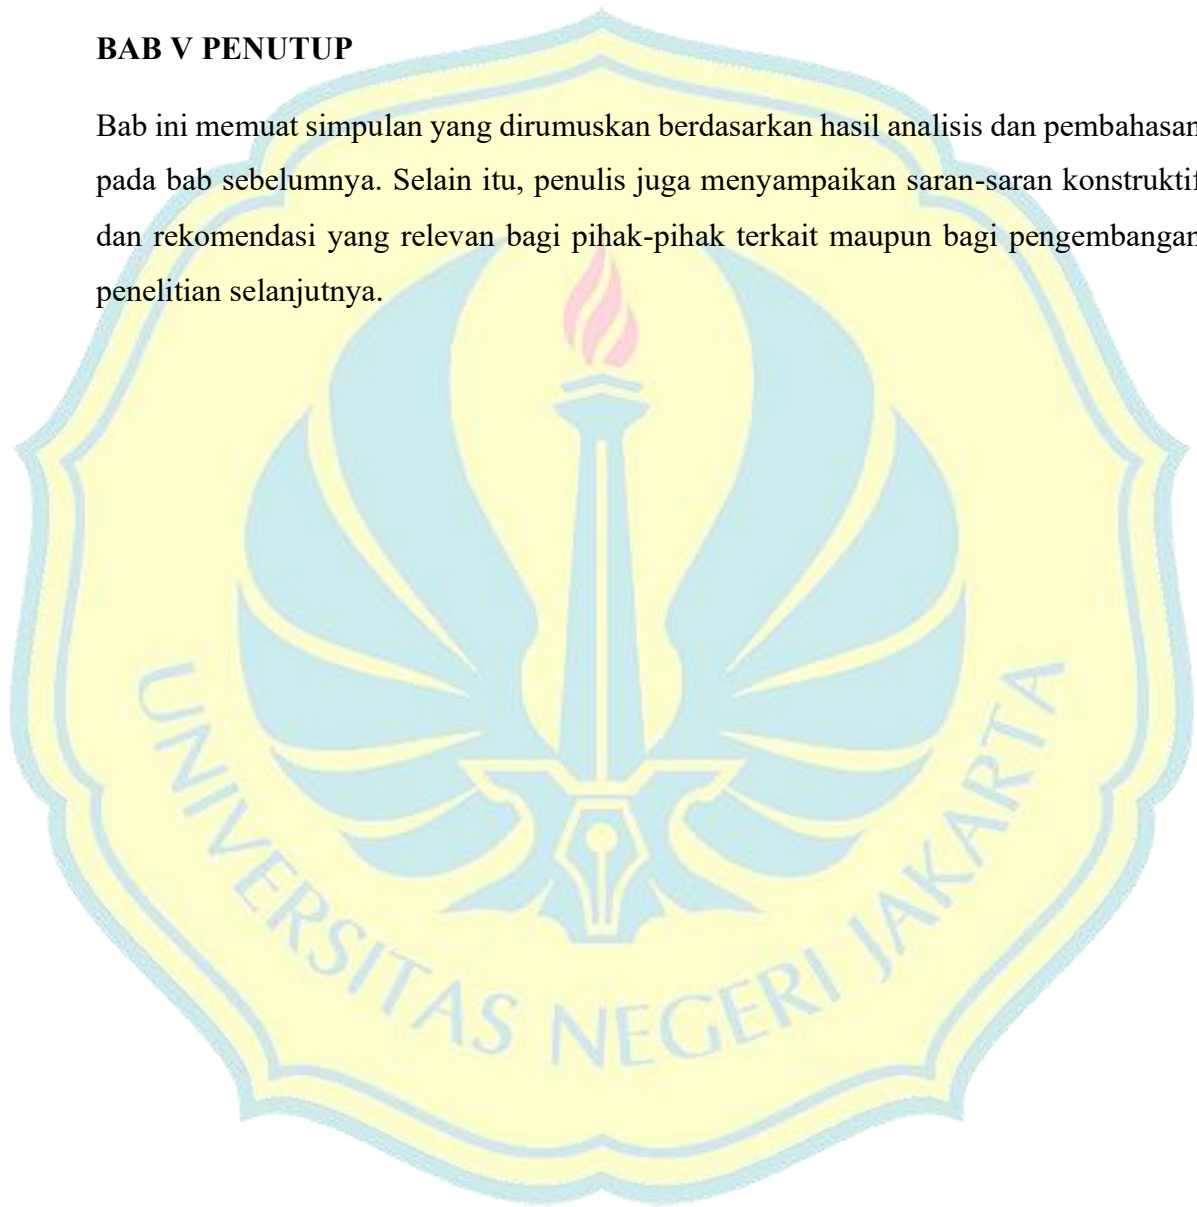 BAB V PENUTUP
Bab ini memuat simpulan yang dirumuskan berdasarkan hasil analisis dan pembahasan
pada bab sebelumnya. Selain itu, penulis juga menyampaikan saran-saran konstruktif
dan rekomendasi yang relevan bagi pihak-pihak terkait maupun bagi pengembangan
penelitian selanjutnya.
UNIVERSITAS NEGERI JAKARTA